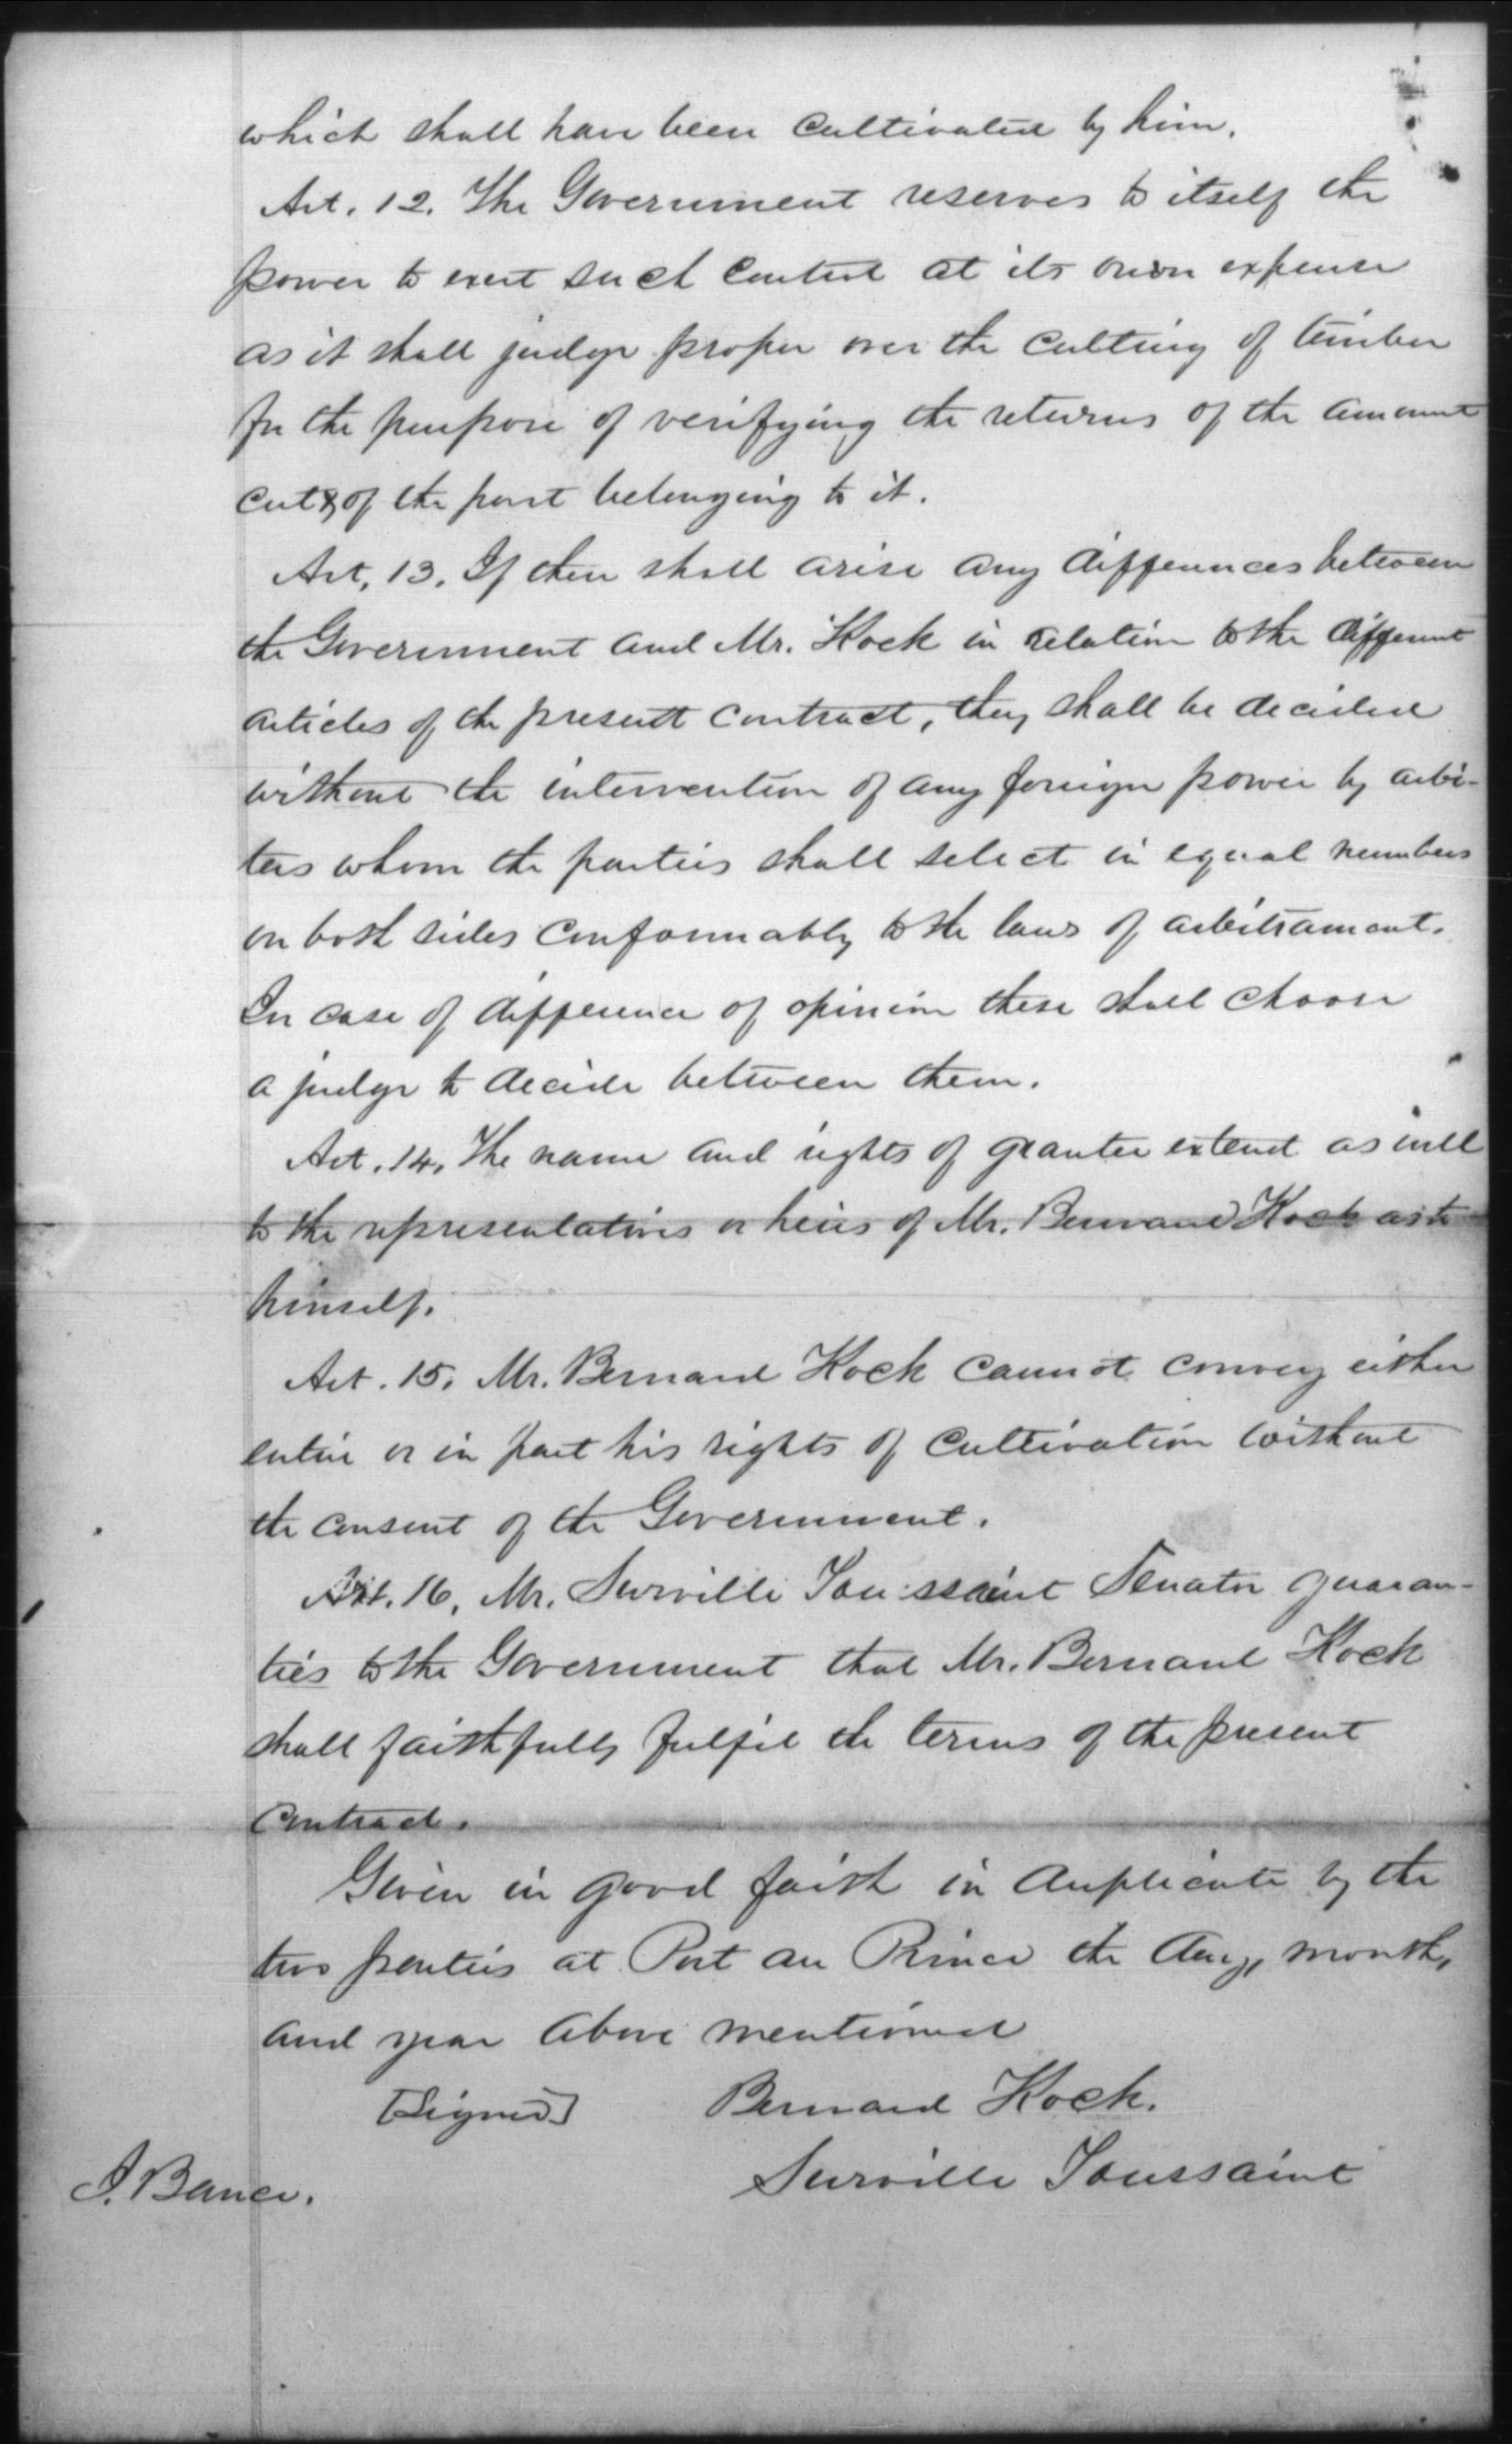 which shall have been cultivated by him.
Art. 12. The Government reserves to itself the
power to exert such control at its own expense
as it shall judge proper over the cutting of timber
for the purpose of verifying the returns of the amount
cut & of the part belonging to it.
Art. 13. If there shall arise any differences between
the Government and Mr. Kock in relation to the different
articles of the present contract, they shall be decided
without the intervention of any foreign power by arbi-
ters whom the parties shall select in equal numbers
on both sides conformably to the laws of arbitrament.
In case of difference of opinion these shall choose
a judge to decide between them.
Art. 14. The name and rights of grantee extend as well
to the representatives or heirs of Mr. Bernard Kock as to
himself.
Art. 15. Mr. Bernard Kock cannot convey either
entire or in part his rights of cultivation without
the consent of the Government.
Art. 16. Mr. Surville Toussaint Senator guaran-
ties to the Government that Mr. Bernard Kock
shall faithfully fulfil the terms of the present
contract.
Given in good faith in duplicate by the
two parties at Port au Prince the day, month,
and year above mentioned
[Signed] Bernard Kock.
Surville Toussaint
J. Bance.